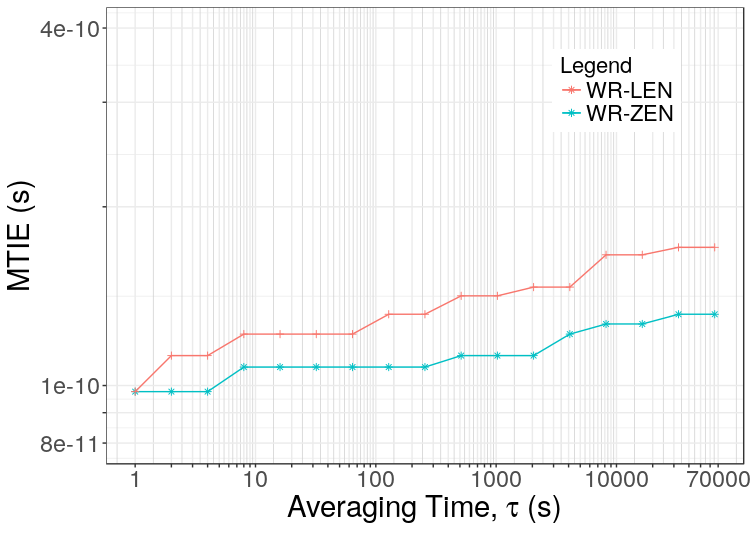 4e-10
1e-10
8e-11
MTIE (s)
Legend
WR-LEN
WR-ZEN
1 10 100 1000 10000 70000
Averaging Time, τ (s)